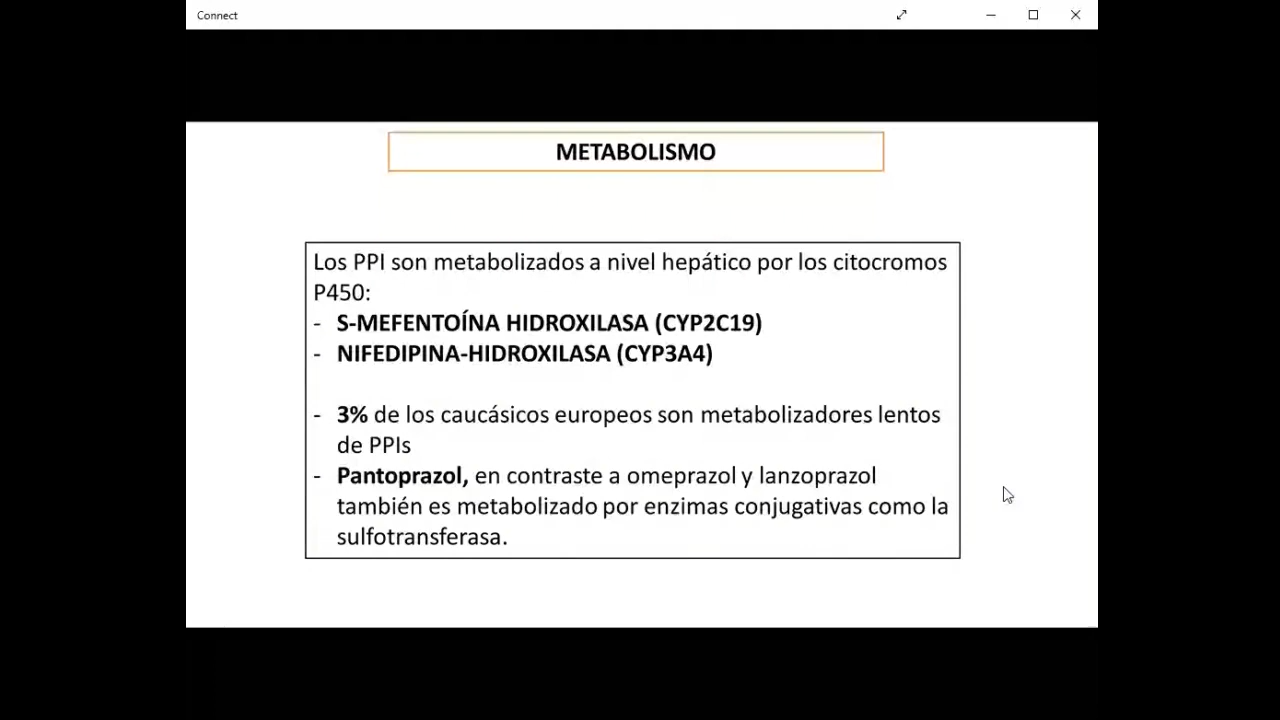 Connect
METABOLISMO
Los PPI son metabolizados a nivel hepático por los citocromos
P450:
- S-MEFENTOÍNA HIDROXILASA (CYP2C19)
- NIFEDIPINA-HIDROXILASA (CYP3A4)
- 3% de los caucásicos europeos son metabolizadores lentos
de PPIs
- Pantoprazol, en contraste a omeprazol y lanzoprazol
también es metabolizado por enzimas conjugativas como la
sulfotransferasa.